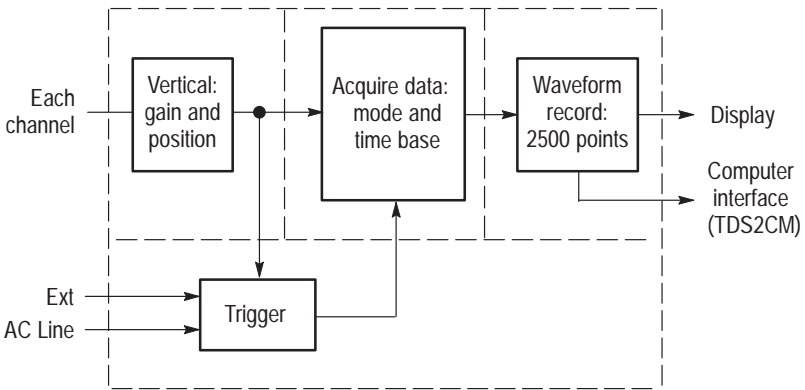 Each
channel
Vertical:
gain and
position
Acquire data:
mode and
time base
Waveform
record:
2500 points
Display
Computer
interface
(TDS2CM)
Ext
AC Line
Trigger